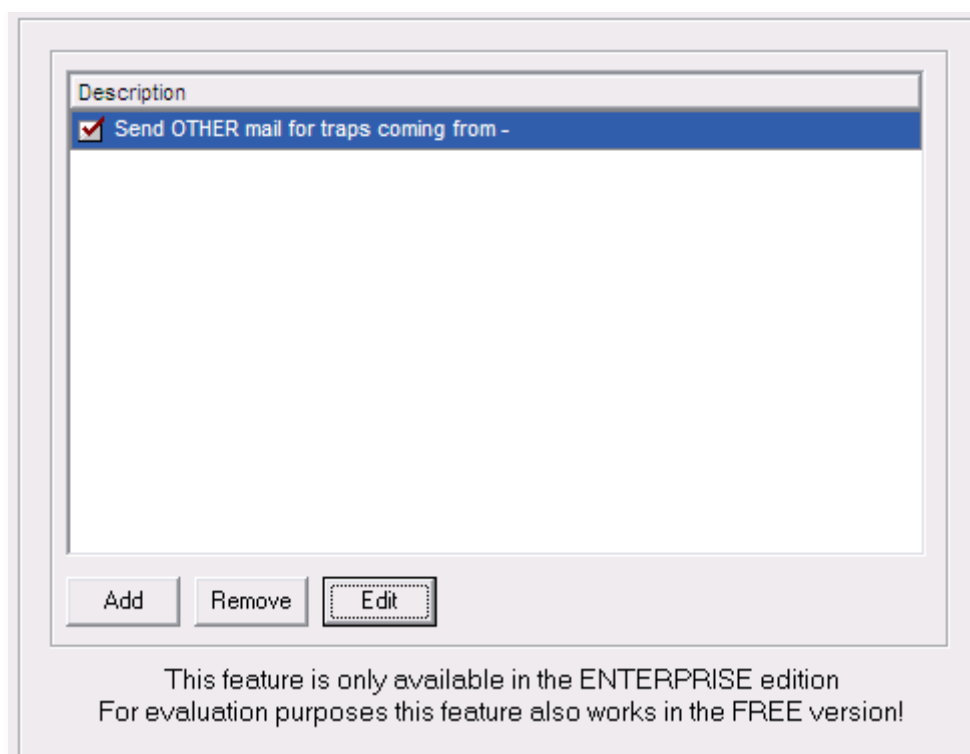 Description
Send OTHER mail for traps coming from -
Add Remove Edit
This feature is only available in the ENTERPRISE edition
For evaluation purposes this feature also works in the FREE version!